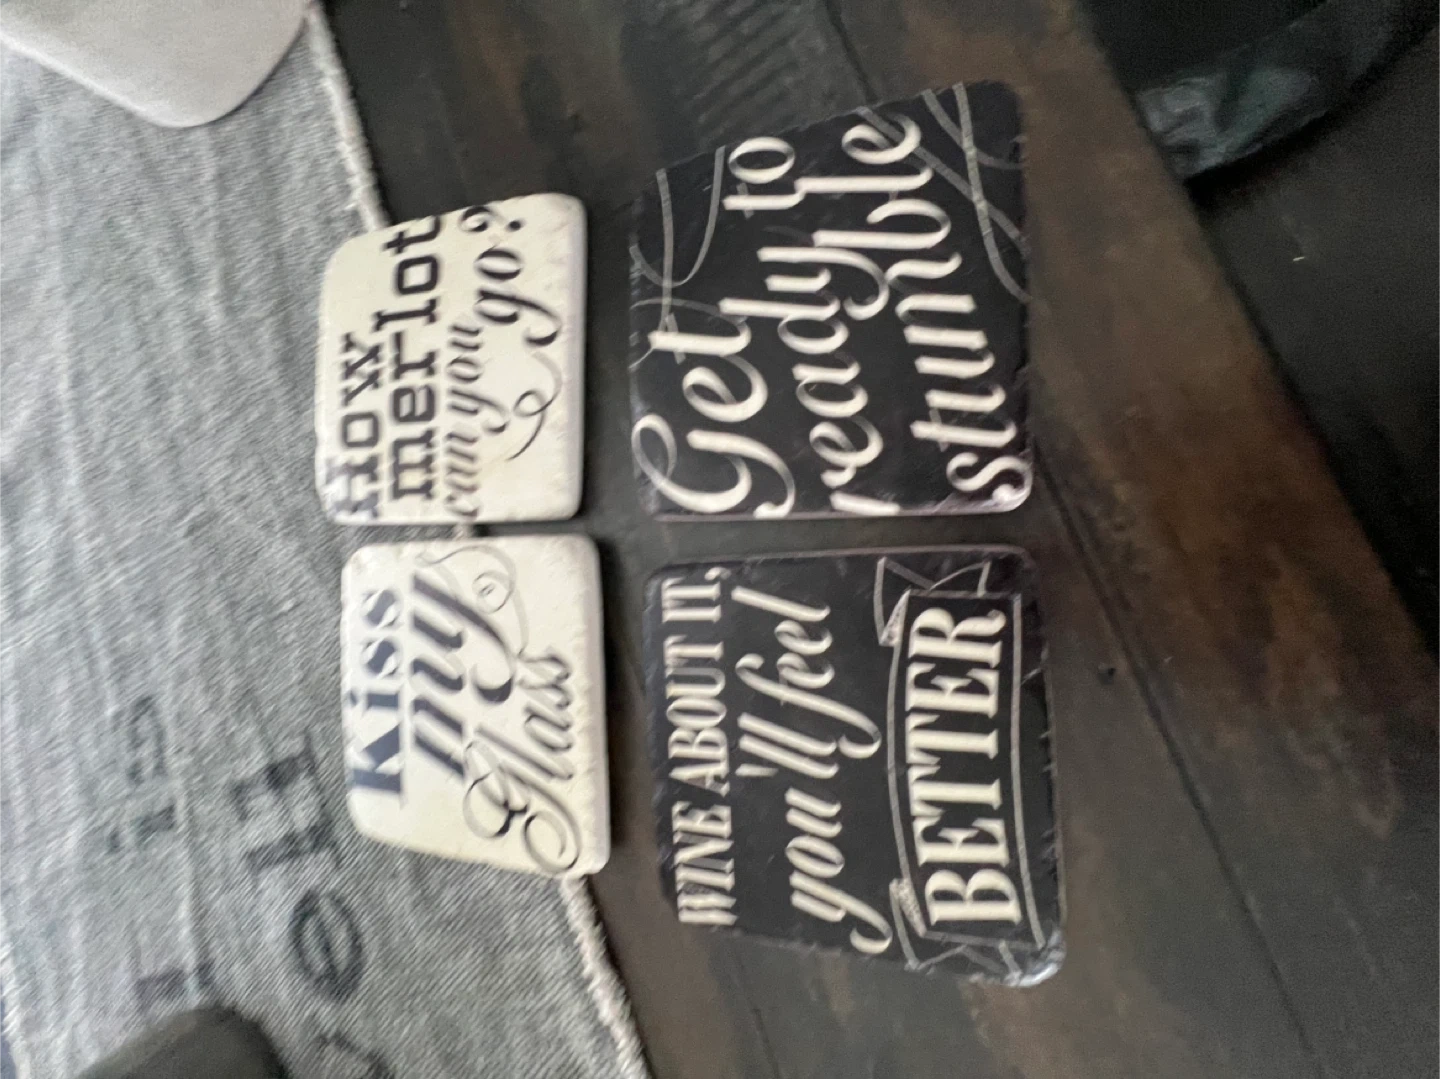 Kiss
my
Glass
How
merlot
can you
go?
WINE ABOUT IT,
you'll feel
BETTER
Get
ready to
stumble